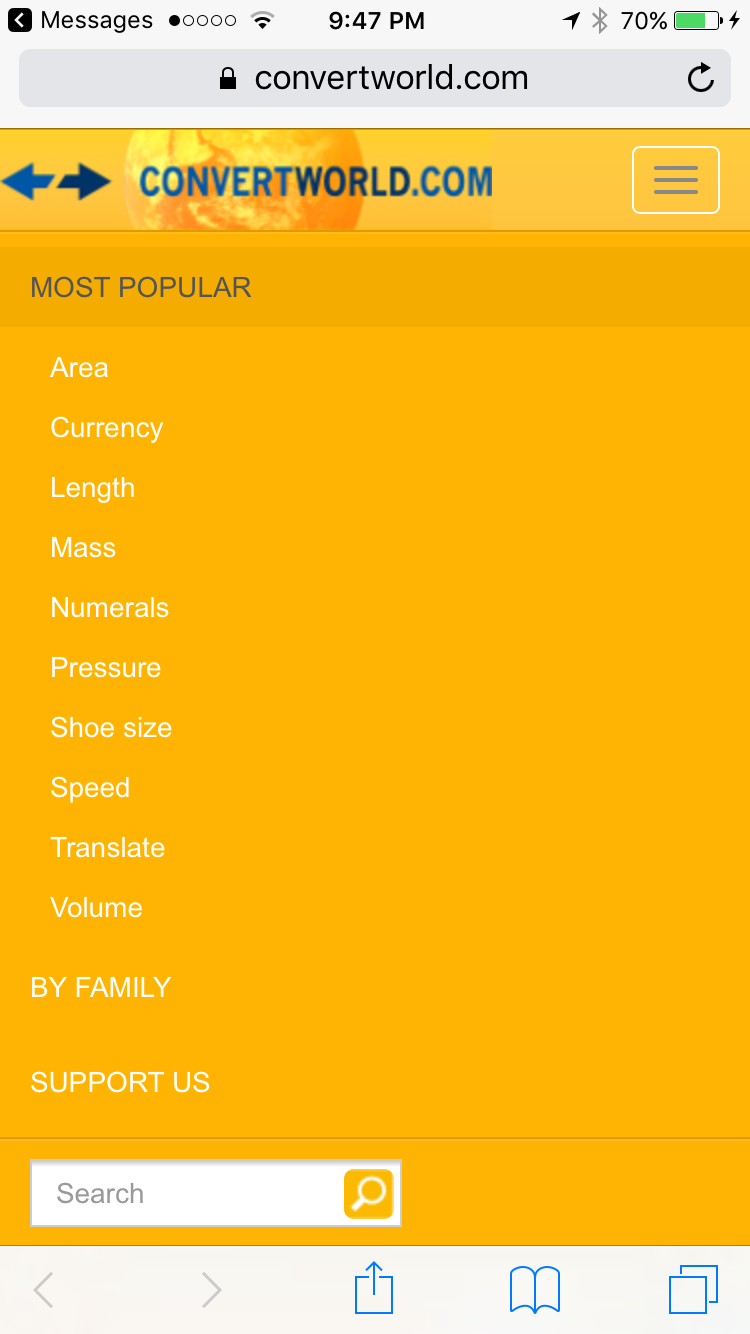 Messages 9:47 PM 70%
convertworld.com
CONVERTWORLD.COM
MOST POPULAR
Area
Currency
Length
Mass
Numerals
Pressure
Shoe size
Speed
Translate
Volume
BY FAMILY
SUPPORT US
Search